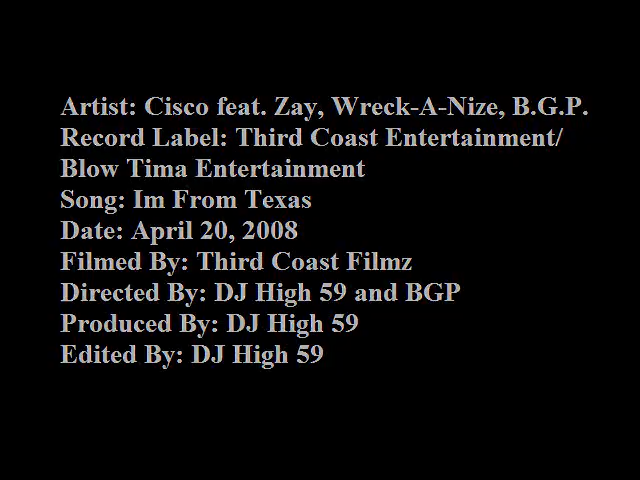 Artist: Cisco feat. Zay, Wreck-A-Nize, B.G.P.
Record Label: Third Coast Entertainment/
Blow Tima Entertainment
Song: Im From Texas
Date: April 20, 2008
Filmed By: Third Coast Filmz
Directed By: DJ High 59 and BGP
Produced By: DJ High 59
Edited By: DJ High 59